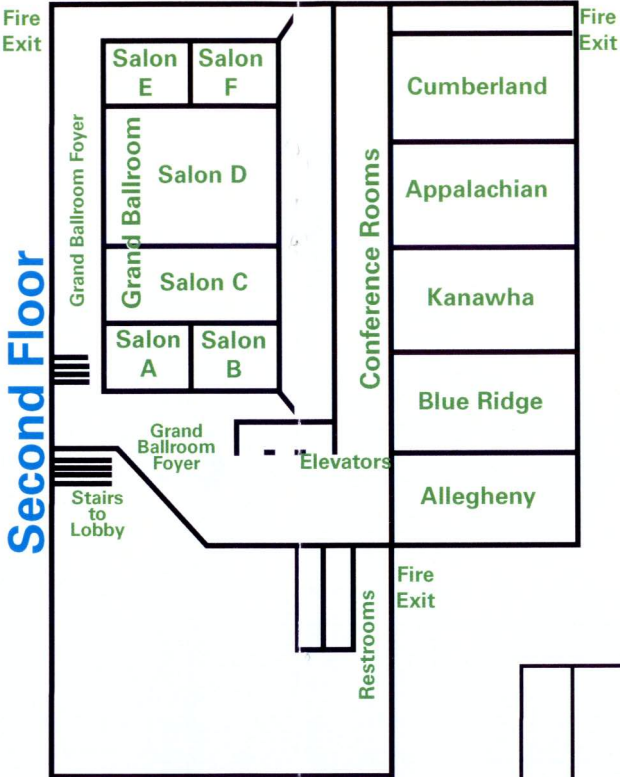 Fire
Exit
Fire
Exit
Salon
E
Salon
F
Cumberland
Grand Ballroom Foyer
Grand Ballroom
Salon D
Conference Rooms
Appalachian
Second Floor
Salon C
Kanawha
Salon
A
Salon
B
Blue Ridge
Grand
Ballroom
Foyer
Elevators
Stairs
to
Lobby
Allegheny
Fire
Exit
Restrooms